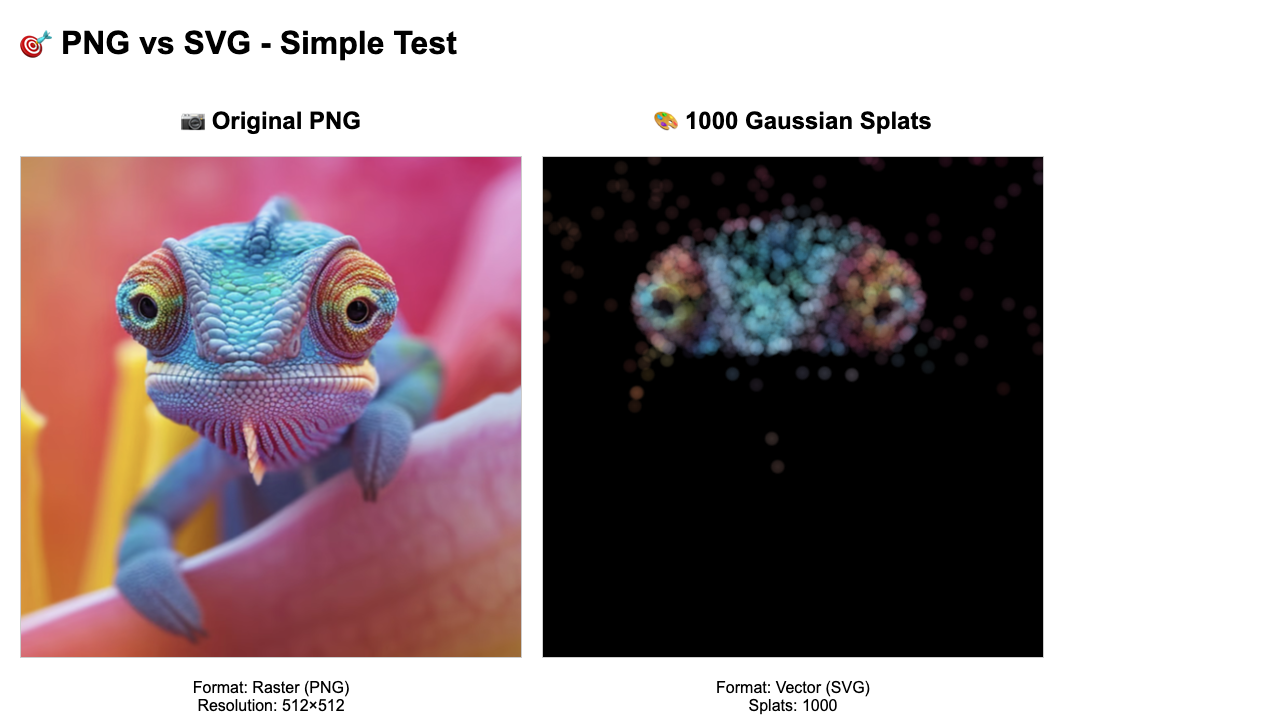 🎯 PNG vs SVG - Simple Test
📷 Original PNG
Format: Raster (PNG)
Resolution: 512×512
🎨 1000 Gaussian Splats
Format: Vector (SVG)
Splats: 1000